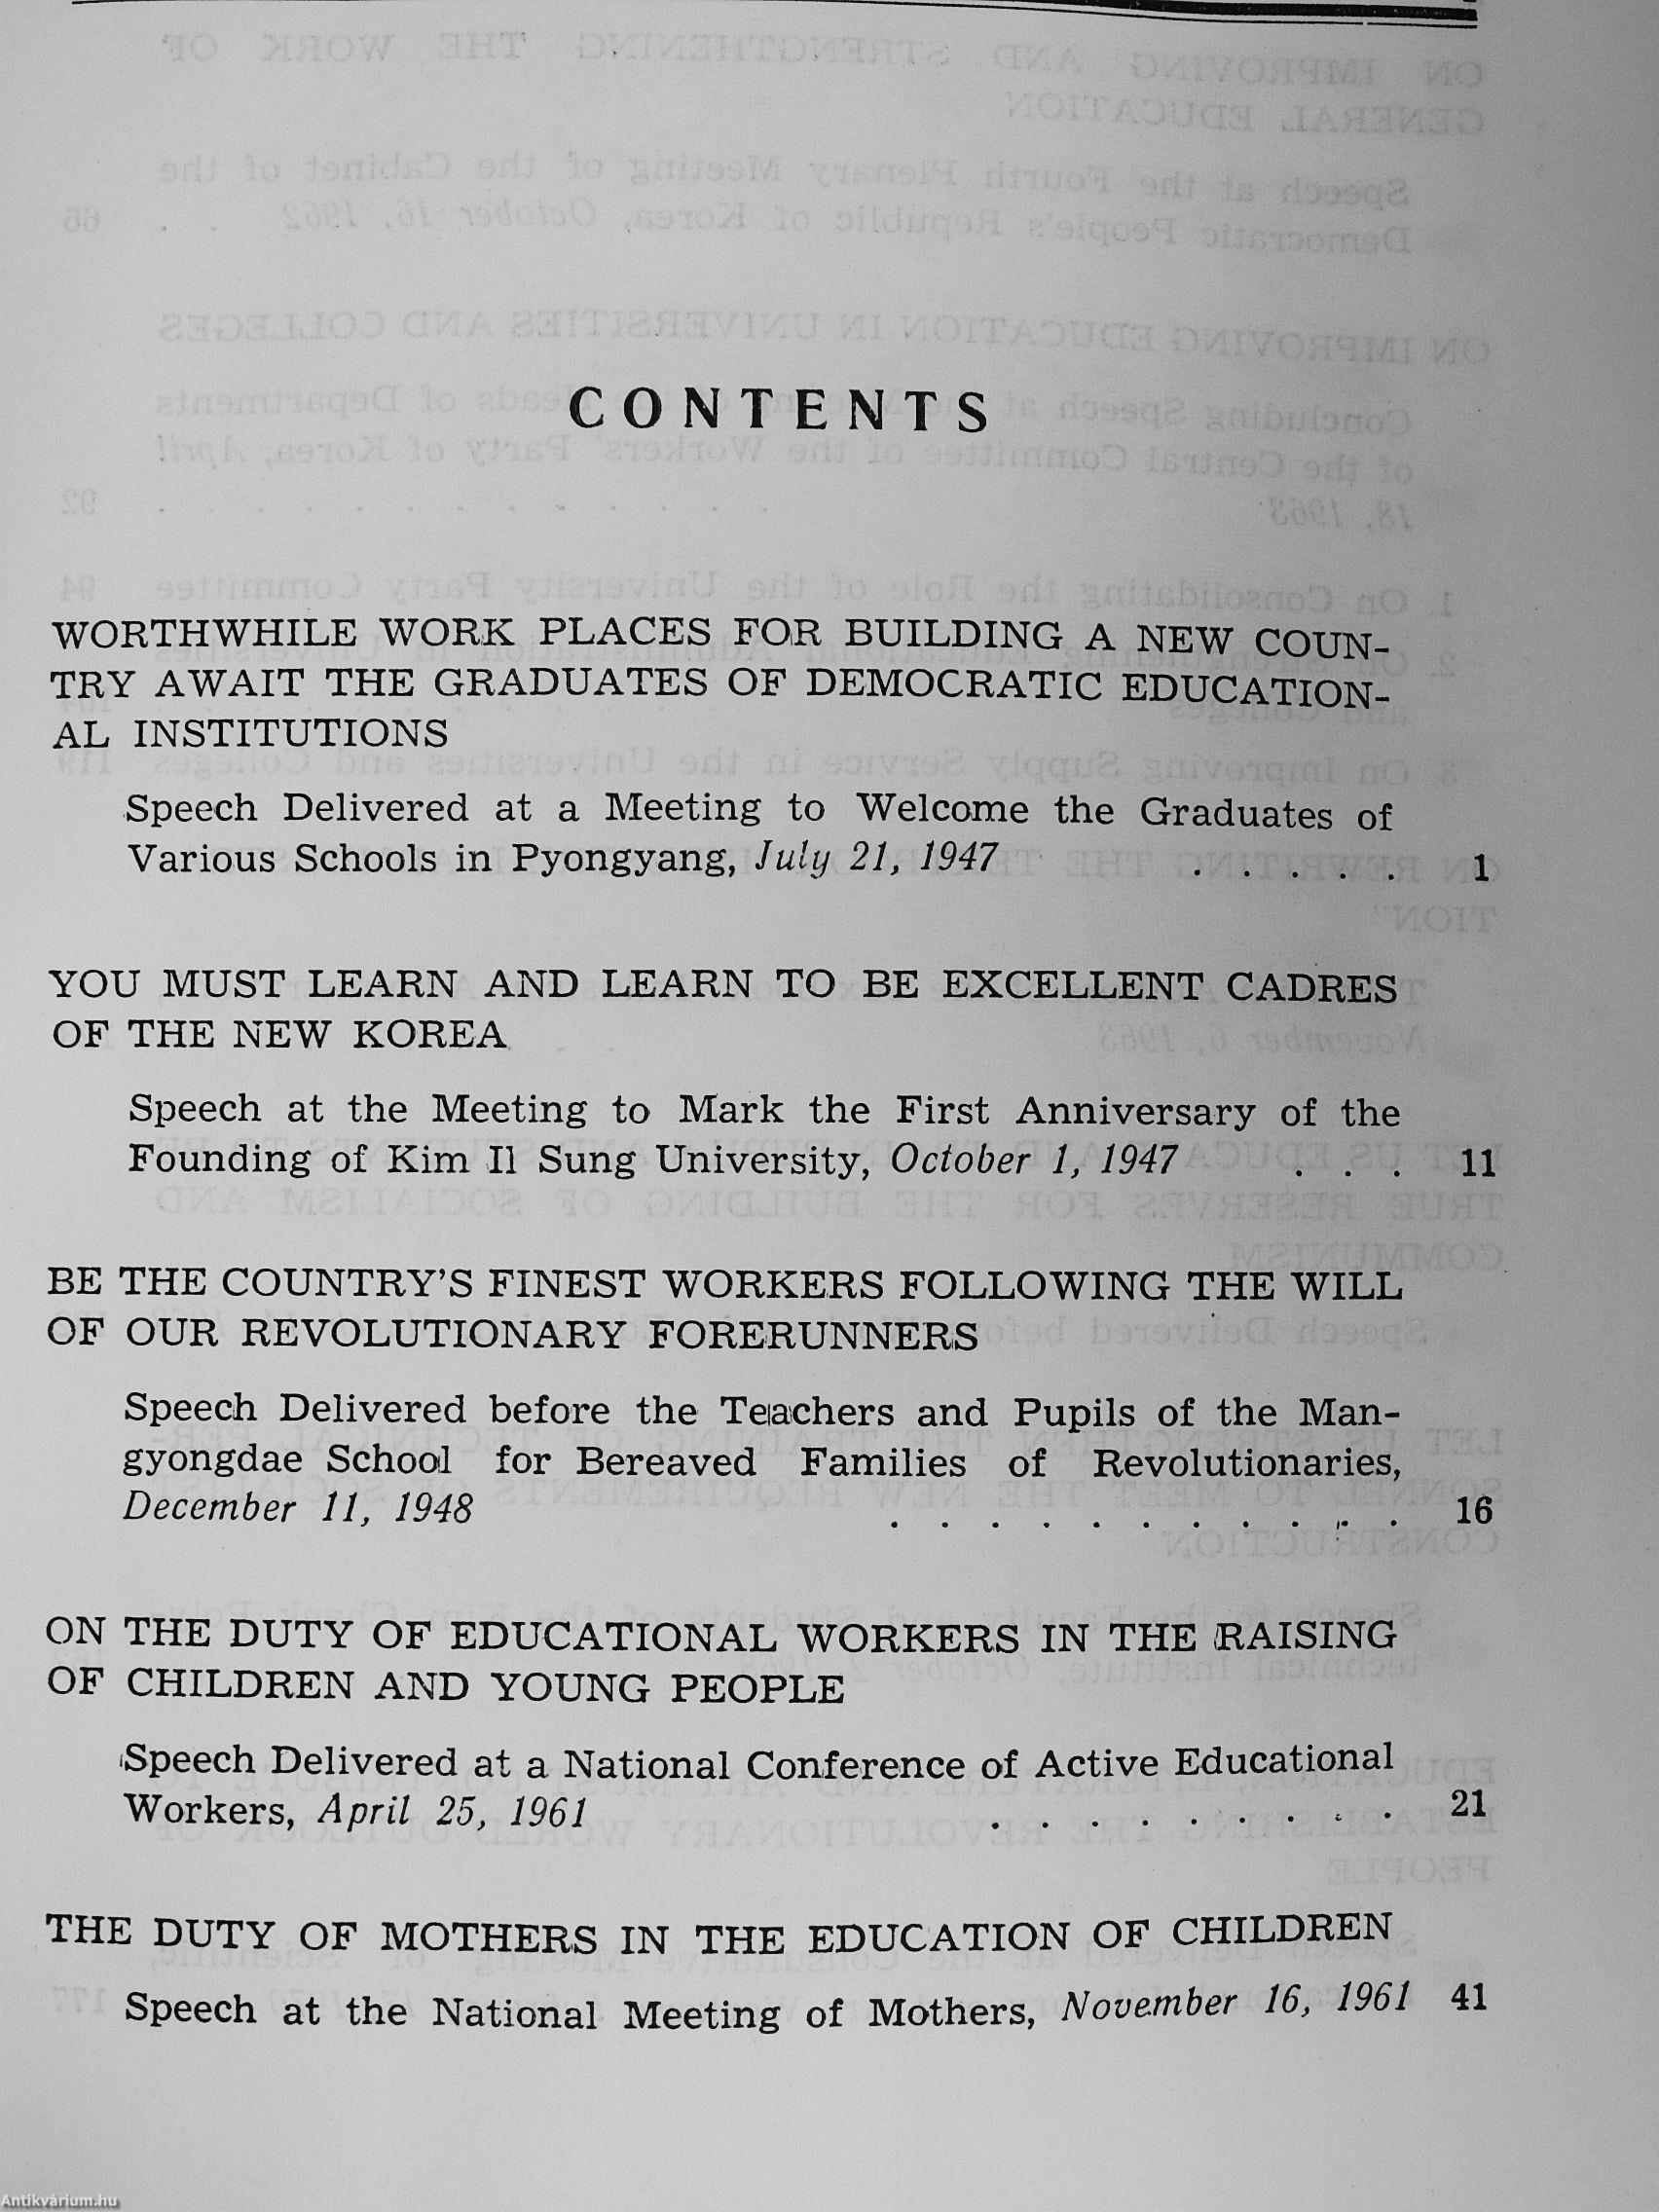 CONTENTS
WORTHWHILE WORK PLACES FOR BUILDING A NEW COUN-
TRY AWAIT THE GRADUATES OF DEMOCRATIC EDUCATION-
AL INSTITUTIONS
Speech Delivered at a Meeting to Welcome the Graduates of
Various Schools in Pyongyang, July 21, 1947 . . . . . 1
YOU MUST LEARN AND LEARN TO BE EXCELLENT CADRES
OF THE NEW KOREA
Speech at the Meeting to Mark the First Anniversary of the
Founding of Kim Il Sung University, October 1, 1947 . . . 11
BE THE COUNTRY'S FINEST WORKERS FOLLOWING THE WILL
OF OUR REVOLUTIONARY FORERUNNERS
Speech Delivered before the Teachers and Pupils of the Man-
gyongdae School for Bereaved Families of Revolutionaries,
December 11, 1948 . . . . . . . . . . . 16
ON THE DUTY OF EDUCATIONAL WORKERS IN THE RAISING
OF CHILDREN AND YOUNG PEOPLE
Speech Delivered at a National Conference of Active Educational
Workers, April 25, 1961 . . . . . . . . . 21
THE DUTY OF MOTHERS IN THE EDUCATION OF CHILDREN
Speech at the National Meeting of Mothers, November 16, 1961 41
Antikvárium.hu